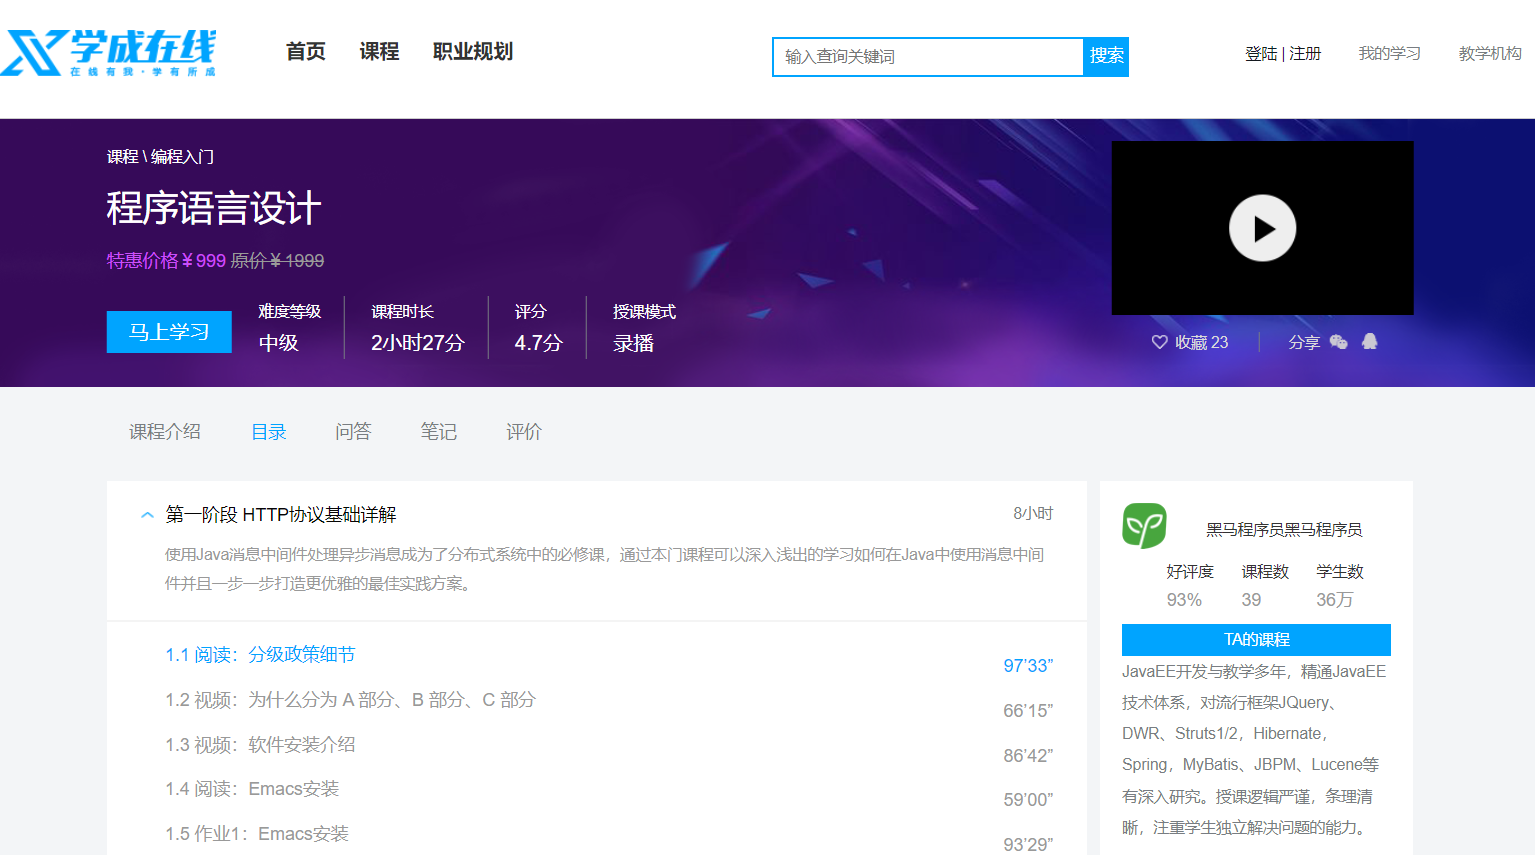 学成在线
在线有我·学有所成
首页 课程 职业规划
输入查询关键词 搜索
登陆 | 注册 我的学习 教学机构
课程 \ 编程入门
程序语言设计
特惠价格¥999 原价¥1999
马上学习
难度等级 课程时长 评分 授课模式
中级 2小时27分 4.7分 录播
收藏 23 分享
课程介绍 目录 问答 笔记 评价
第一阶段 HTTP协议基础详解 8小时
使用Java消息中间件处理异步消息成为了分布式系统中的必修课，通过本门课程可以深入浅出的学习如何在Java中使用消息中间
件并且一步一步打造更优雅的最佳实践方案。
1.1 阅读：分级政策细节 97’33”
1.2 视频：为什么分为 A 部分、B 部分、C 部分 66’15”
1.3 视频：软件安装介绍 86’42”
1.4 阅读：Emacs安装 59’00”
1.5 作业1：Emacs安装 93’29”
黑马程序员黑马程序员
好评度 课程数 学生数
93% 39 36万
TA的课程
JavaEE开发与教学多年，精通JavaEE
技术体系，对流行框架JQuery、
DWR、Struts1/2，Hibernate，
Spring，MyBatis、JBPM、Lucene等
有深入研究。授课逻辑严谨，条理清
晰，注重学生独立解决问题的能力。